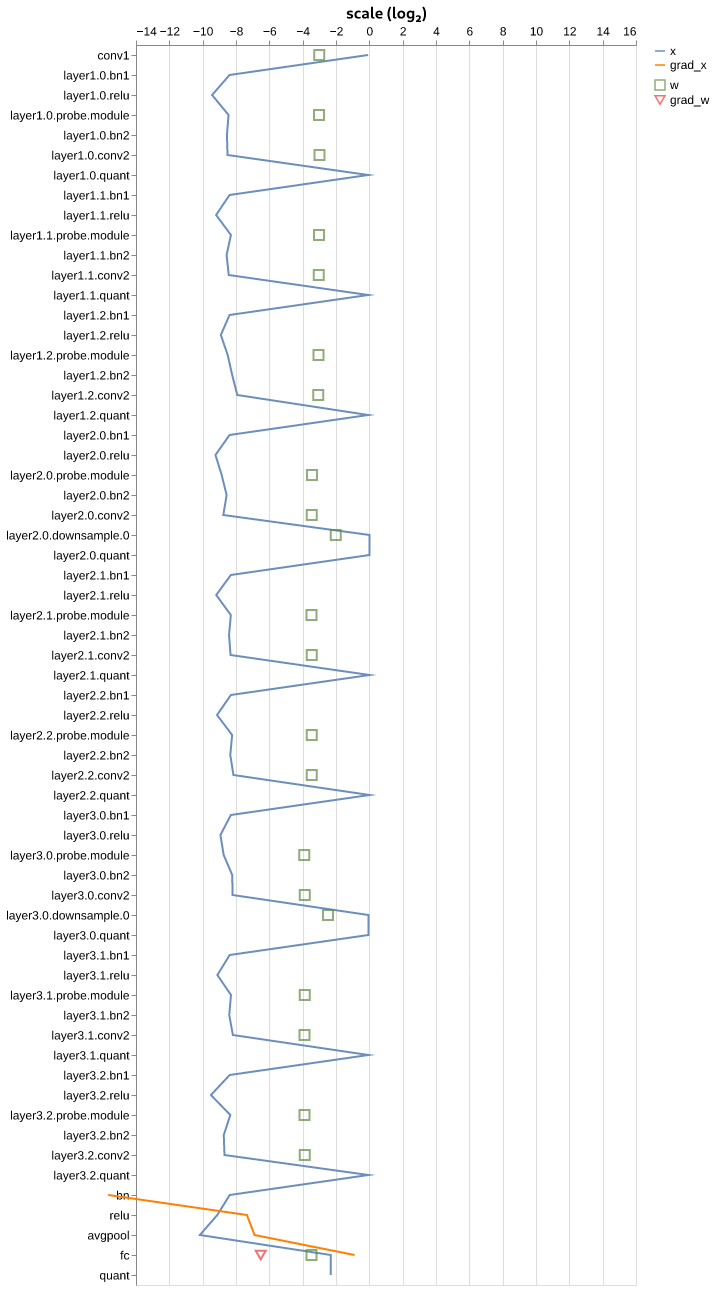 scale (log₂)
−14 −12 −10 −8 −6 −4 −2 0 2 4 6 8 10 12 14 16
x
grad_x
w
grad_w
conv1
layer1.0.bn1
layer1.0.relu
layer1.0.probe.module
layer1.0.bn2
layer1.0.conv2
layer1.0.quant
layer1.1.bn1
layer1.1.relu
layer1.1.probe.module
layer1.1.bn2
layer1.1.conv2
layer1.1.quant
layer1.2.bn1
layer1.2.relu
layer1.2.probe.module
layer1.2.bn2
layer1.2.conv2
layer1.2.quant
layer2.0.bn1
layer2.0.relu
layer2.0.probe.module
layer2.0.bn2
layer2.0.conv2
layer2.0.downsample.0
layer2.0.quant
layer2.1.bn1
layer2.1.relu
layer2.1.probe.module
layer2.1.bn2
layer2.1.conv2
layer2.1.quant
layer2.2.bn1
layer2.2.relu
layer2.2.probe.module
layer2.2.bn2
layer2.2.conv2
layer2.2.quant
layer3.0.bn1
layer3.0.relu
layer3.0.probe.module
layer3.0.bn2
layer3.0.conv2
layer3.0.downsample.0
layer3.0.quant
layer3.1.bn1
layer3.1.relu
layer3.1.probe.module
layer3.1.bn2
layer3.1.conv2
layer3.1.quant
layer3.2.bn1
layer3.2.relu
layer3.2.probe.module
layer3.2.bn2
layer3.2.conv2
layer3.2.quant
bn
relu
avgpool
fc
quant